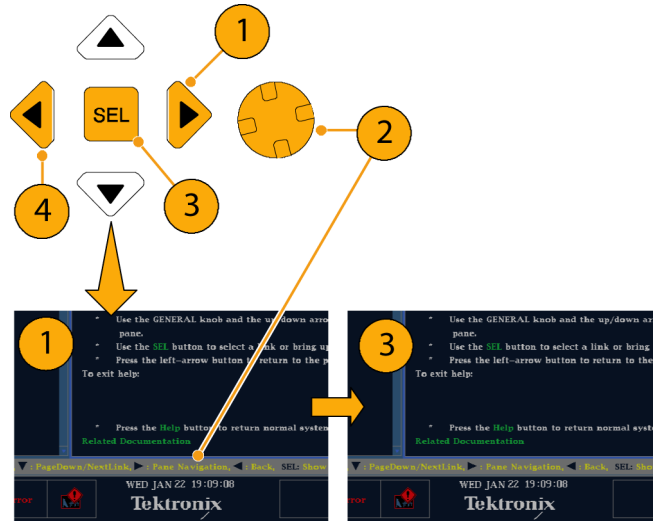 1
SEL
2
3
4
1
" Use the GENERAL knob and the up/down arro
pane.
" Use the SEL button to select a link or bring up
" Press the left-arrow button to return to the p
To exit help:
" Press the Help button to return normal syste
Related Documentation
▼: PageDown/NextLink, ▶: Pane Navigation, ◀: Back, SEL: Show
rror
WED JAN 22 19:09:08
Tektronix
3
" Use the GENERAL knob and the up/down ar
pane.
" Use the SEL button to select a link or bring
" Press the left-arrow button to return to the
To exit help:
" Press the Help button to return normal syst
Related Documentation
▼: PageDown/NextLink, ▶: Pane Navigation, ◀: Back, SEL: Sho
rror
WED JAN 22 19:09:08
Tektronix